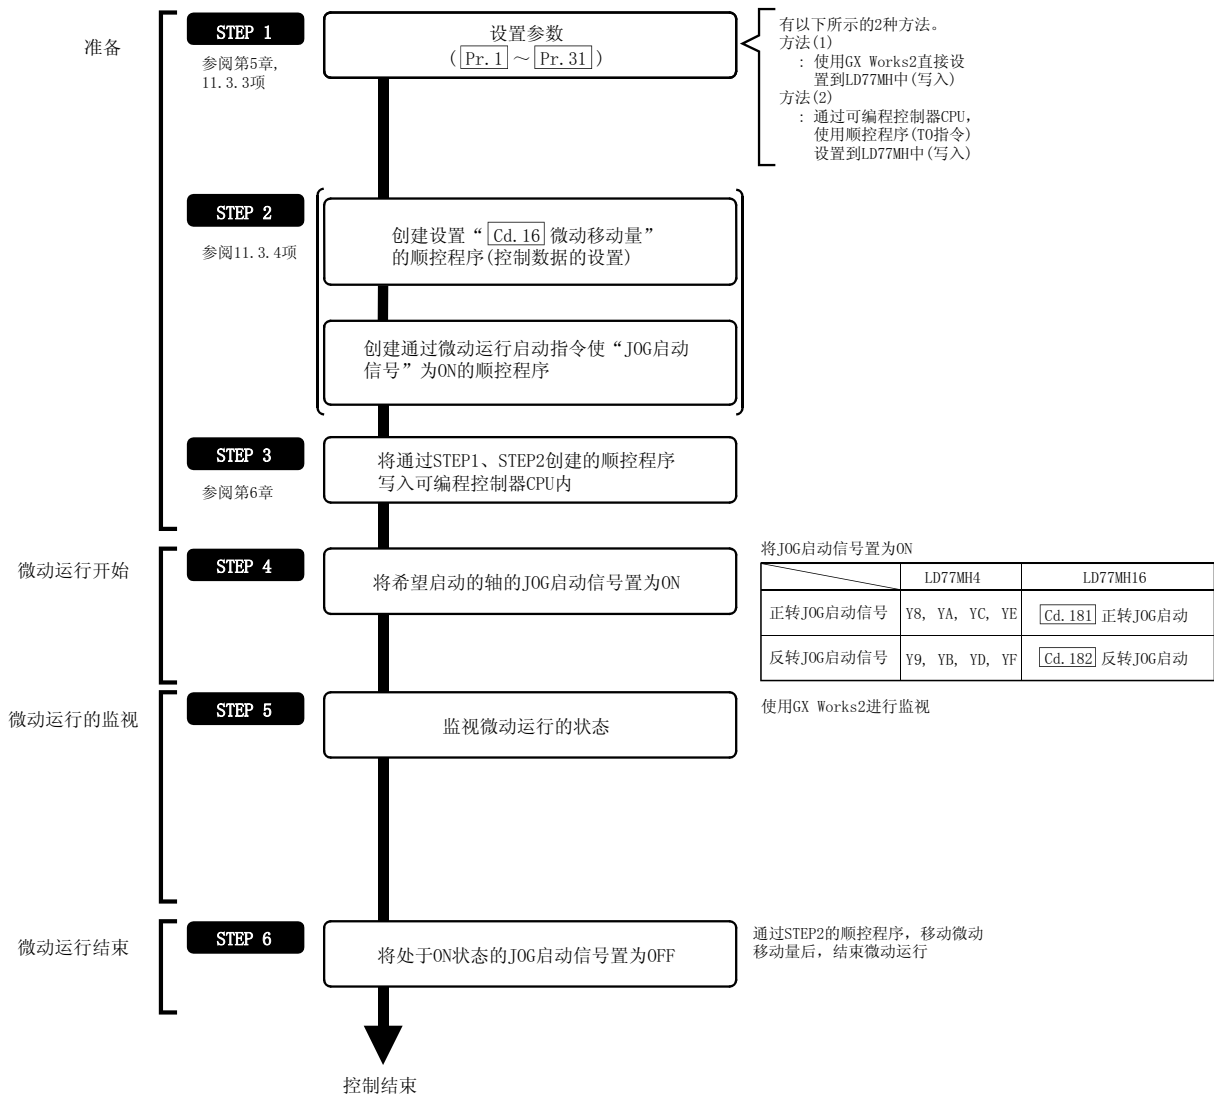 准备
STEP 1
参阅第5章,
11.3.3项
设置参数
(Pr.1～Pr.31)
有以下所示的2种方法。
方法(1)
: 使用GX Works2直接设
置到LD77MH中(写入)
方法(2)
: 通过可编程控制器CPU,
使用顺控程序(TO指令)
设置到LD77MH中(写入)
STEP 2
参阅11.3.4项
创建设置“Cd.16 微动移动量”
的顺控程序(控制数据的设置)
创建通过微动运行启动指令使“JOG启动
信号”为ON的顺控程序
STEP 3
参阅第6章
将通过STEP1、STEP2创建的顺控程序
写入可编程控制器CPU内
微动运行开始
STEP 4
将希望启动的轴的JOG启动信号置为ON
将JOG启动信号置为ON
LD77MH4 LD77MH16
正转JOG启动信号 Y8, YA, YC, YE Cd.181 正转JOG启动
反转JOG启动信号 Y9, YB, YD, YF Cd.182 反转JOG启动
微动运行的监视
STEP 5
监视微动运行的状态
使用GX Works2进行监视
微动运行结束
STEP 6
将处于ON状态的JOG启动信号置为OFF
通过STEP2的顺控程序, 移动微动
移动量后, 结束微动运行
控制结束